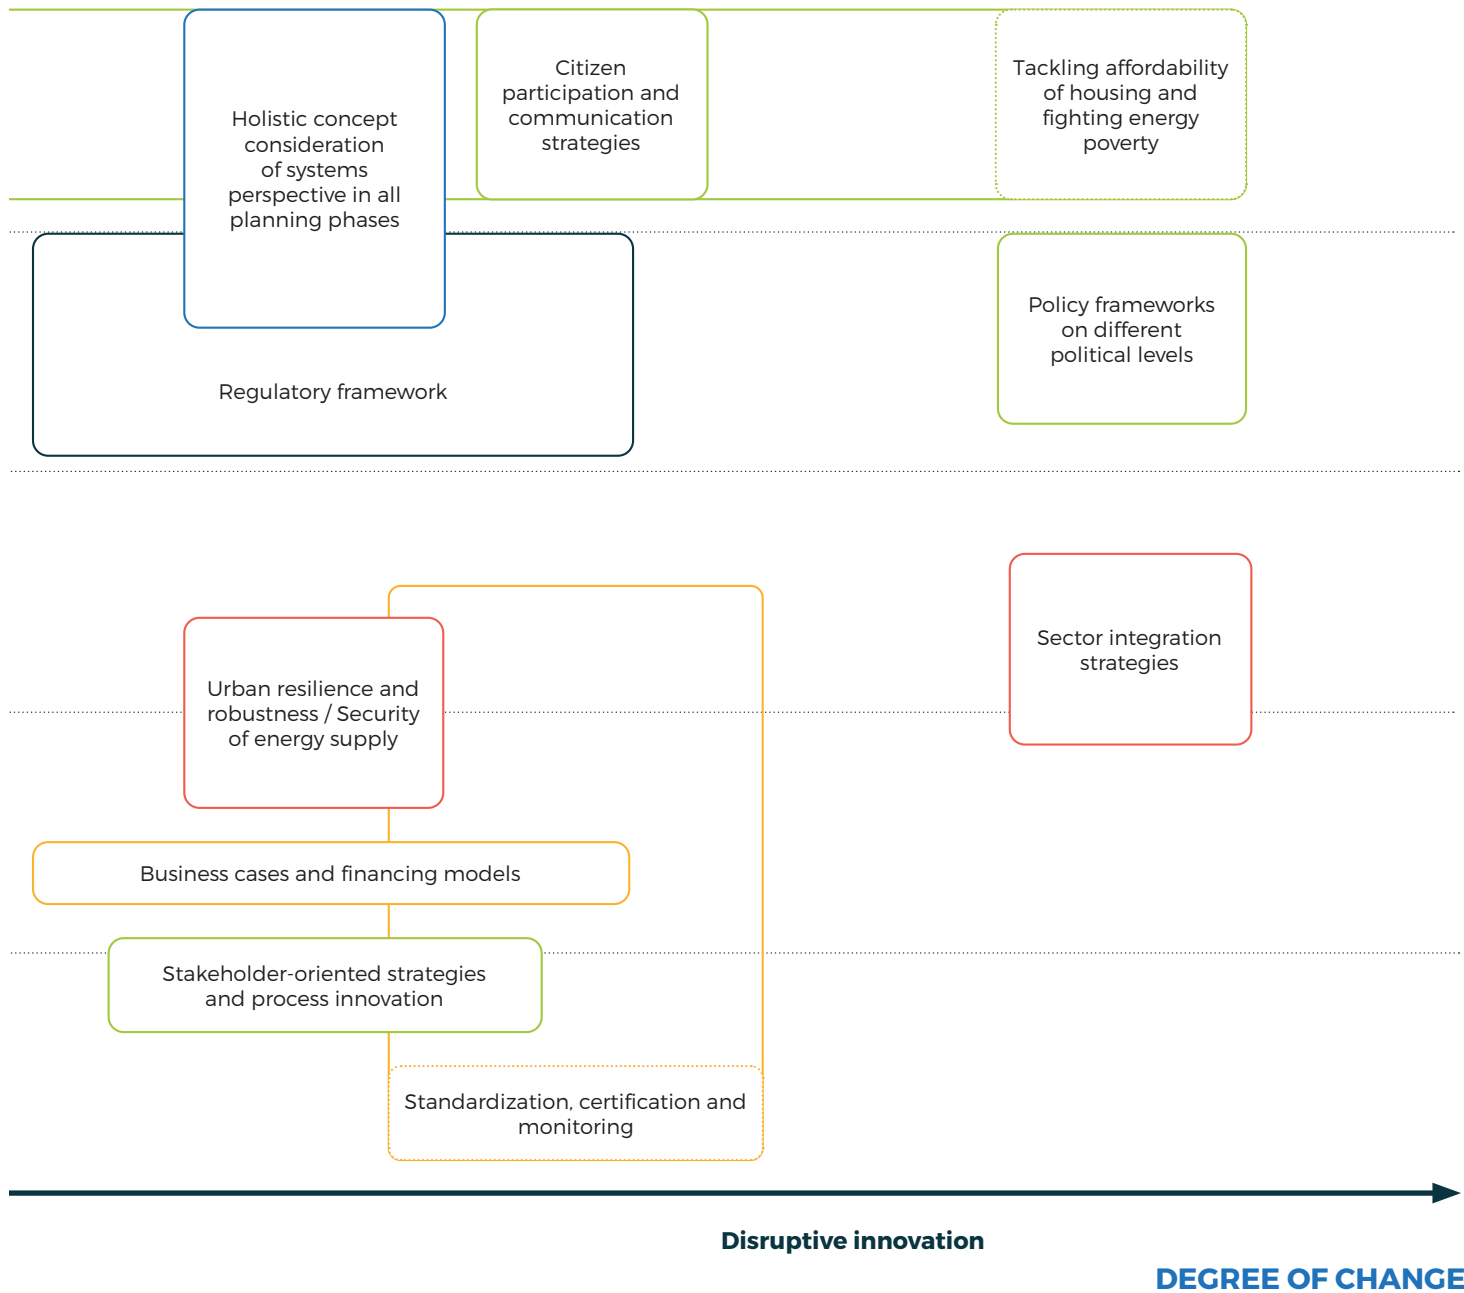 Holistic concept
consideration
of systems
perspective in all
planning phases
Citizen
participation and
communication
strategies
Tackling affordability
of housing and
fighting energy
poverty
Regulatory framework
Policy frameworks
on different
political levels
Urban resilience and
robustness / Security
of energy supply
Sector integration
strategies
Business cases and financing models
Stakeholder-oriented strategies
and process innovation
Standardization, certification and
monitoring
Disruptive innovation
DEGREE OF CHANGE